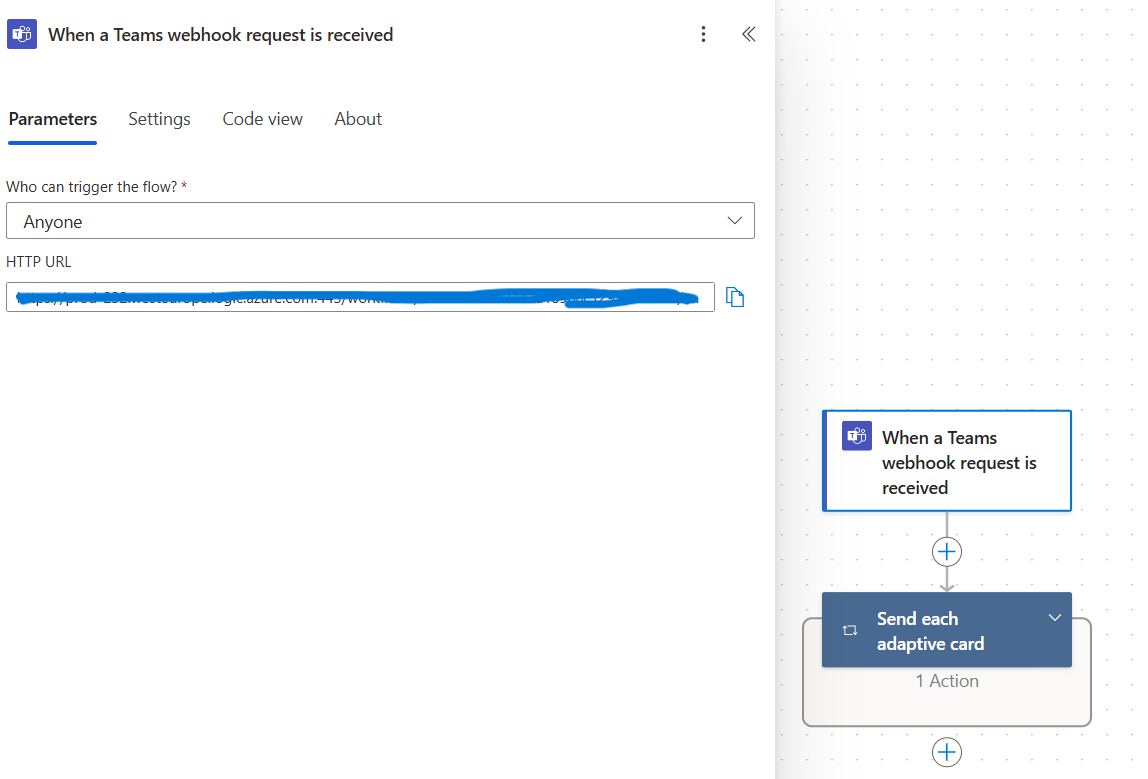 When a Teams webhook request is received
Parameters
Settings
Code view
About
Who can trigger the flow? *
Anyone
HTTP URL
When a Teams
webhook request is
received
Send each
adaptive card
1 Action